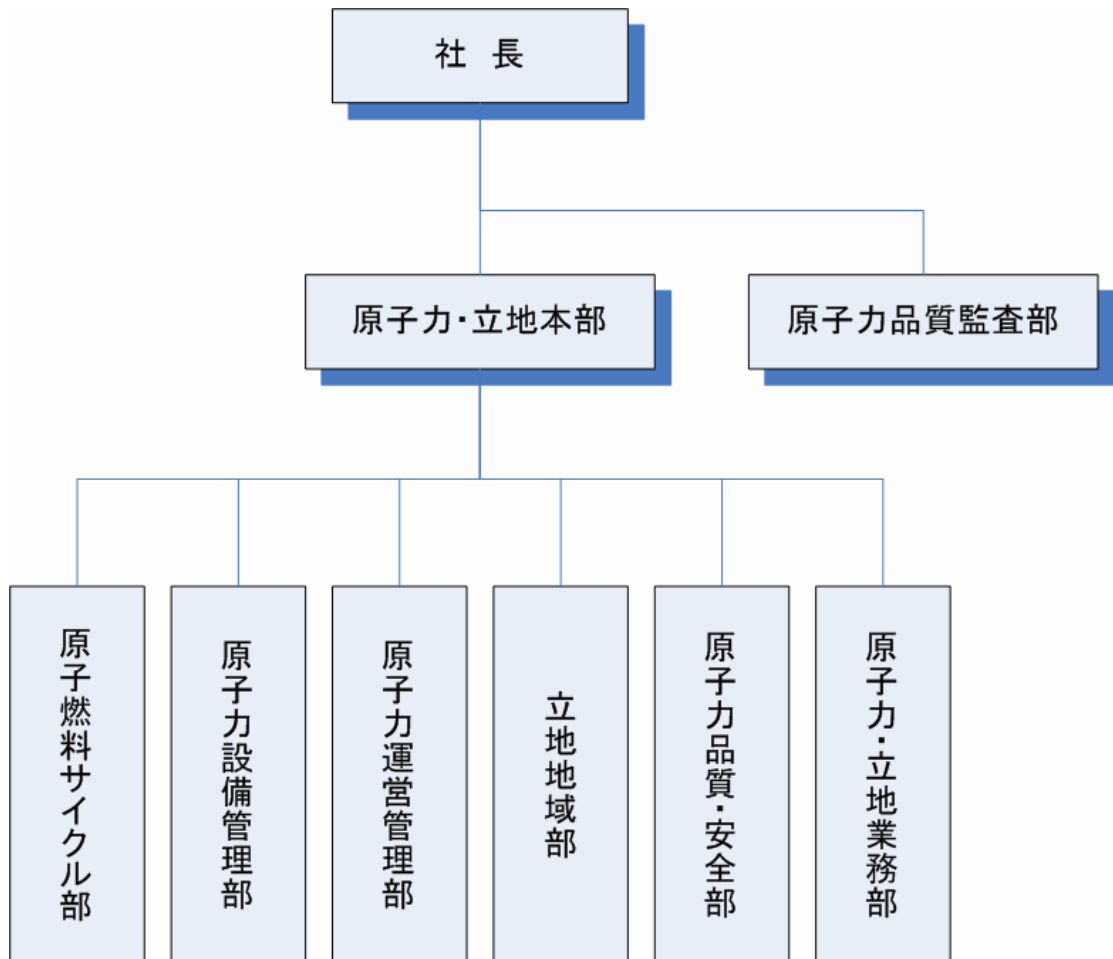 社 長
原子力・立地本部
原子力品質監査部
原子燃料サイクル部
原子力設備管理部
原子力運営管理部
立地地域部
原子力品質・安全部
原子力・立地業務部